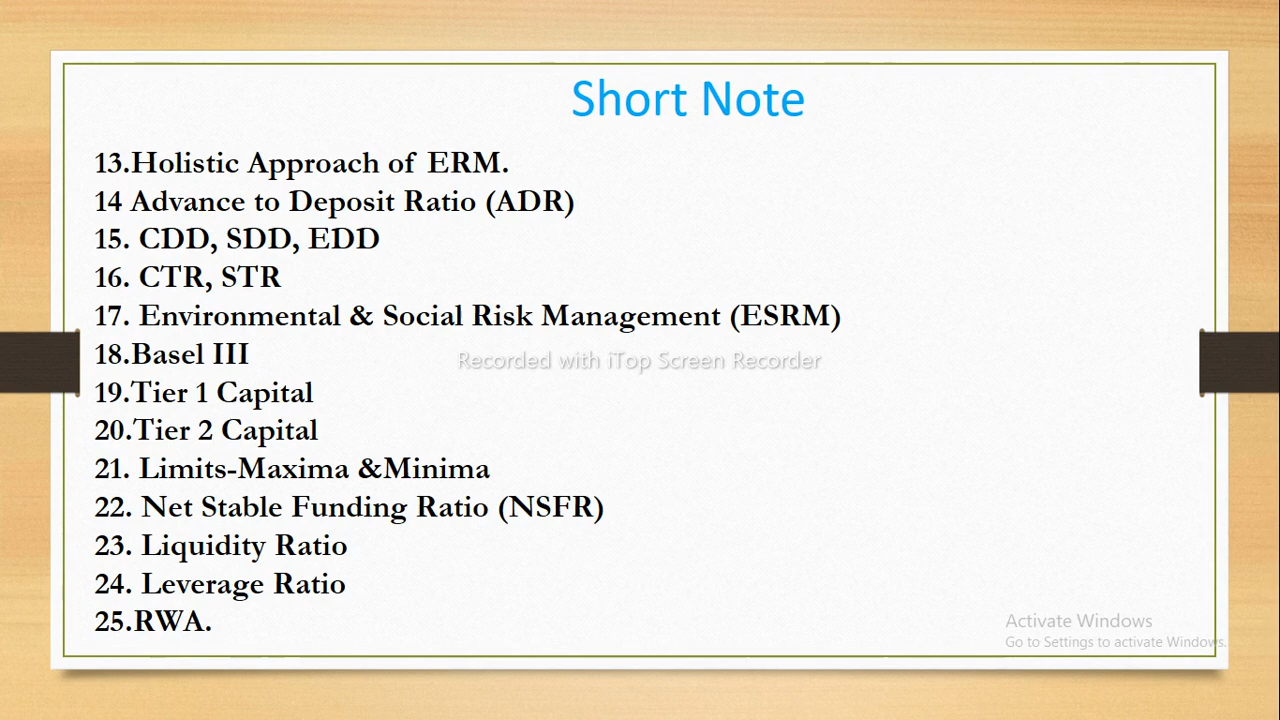 Short Note
13.Holistic Approach of ERM.
14 Advance to Deposit Ratio (ADR)
15. CDD, SDD, EDD
16. CTR, STR
17. Environmental & Social Risk Management (ESRM)
18.Basel III
Recorded with iTop Screen Recorder
19.Tier 1 Capital
20.Tier 2 Capital
21. Limits-Maxima &Minima
22. Net Stable Funding Ratio (NSFR)
23. Liquidity Ratio
24. Leverage Ratio
25.RWA.
Activate Windows
Go to Settings to activate Windows.